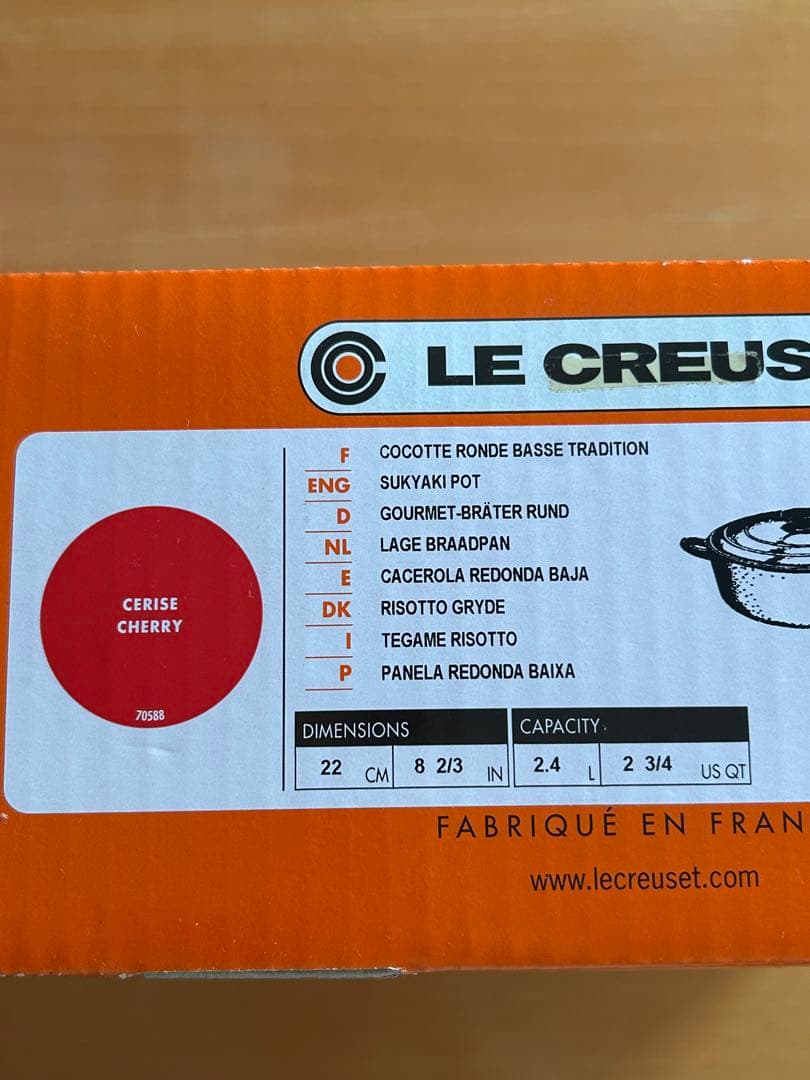 LE CREUS
F COCOTTE RONDE BASSE TRADITION
ENG SUKYAKI POT
D GOURMET-BRÄTER RUND
NL LAGE BRAADPAN
E CACEROLA REDONDA BAJA
DK RISOTTO GRYDE
I TEGAME RISOTTO
P PANELA REDONDA BAIXA
CERISE
CHERRY
70588
DIMENSIONS CAPACITY
22 CM 8 2/3 IN 2.4 L 2 3/4 US QT
FABRIQUÉ EN FRAN
www.lecreuset.com